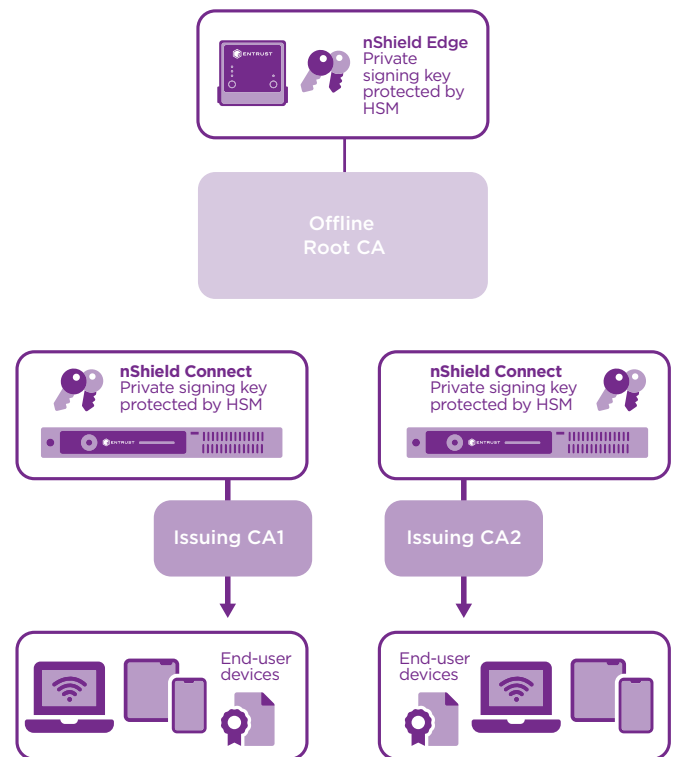 ENTRUST
nShield Edge
Private
signing key
protected by
HSM
Offline
Root CA
nShield Connect
Private signing key
protected by HSM
ENTRUST
nShield Connect
Private signing key
protected by HSM
ENTRUST
Issuing CA1
Issuing CA2
End-user
devices
End-user
devices